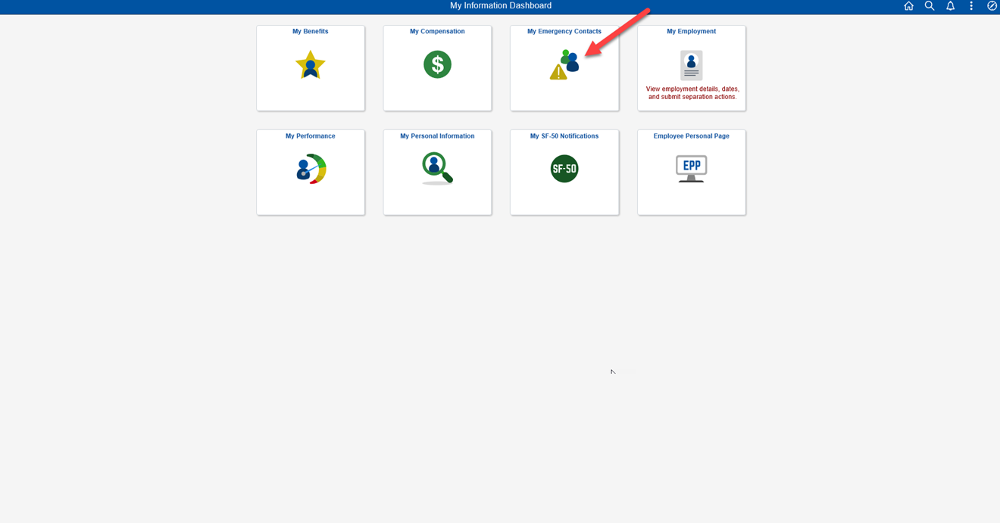 My Information Dashboard
My Benefits
My Compensation
$
My Emergency Contacts
!
My Employment
View employment details, dates,
and submit separation actions.
My Performance
My Personal Information
My SF-50 Notifications
SF-50
Employee Personal Page
EPP